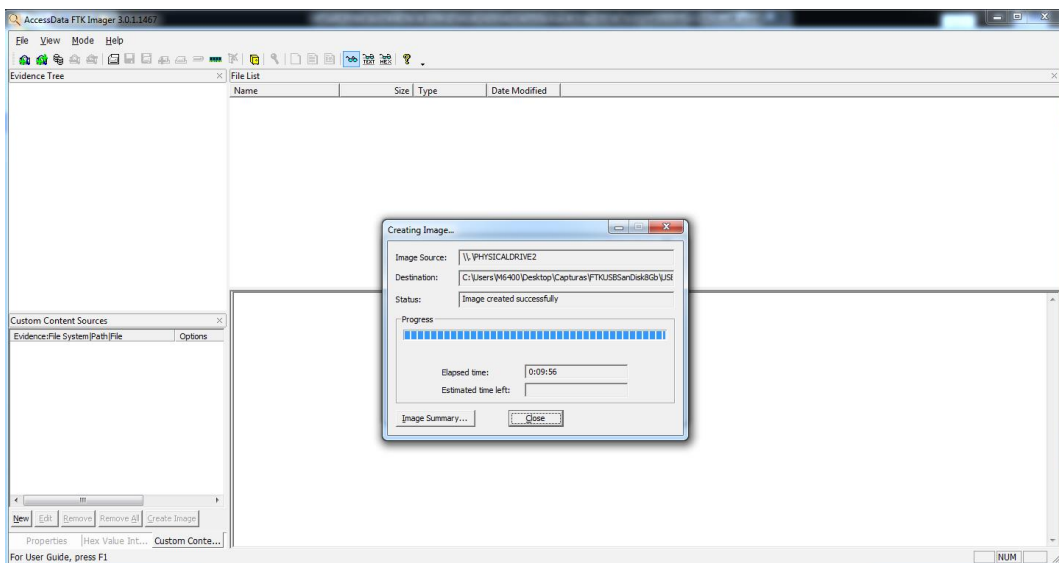 AccessData FTK Imager 3.0.1.1467
File View Mode Help
Evidence Tree
File List
Name Size Type Date Modified
Creating Image...
Image Source: \\.\PHYSICALDRIVE2
Destination: C:\Users\M6400\Desktop\Capturas\FTKUSBSanDisk8Gb\USB
Status: Image created successfully
Progress
Elapsed time: 0:09:56
Estimated time left:
Image Summary... Close
Custom Content Sources
Evidence:File System|Path|File Options
New Edit Remove Remove All Create Image
Properties Hex Value Int... Custom Conte...
For User Guide, press F1
NUM